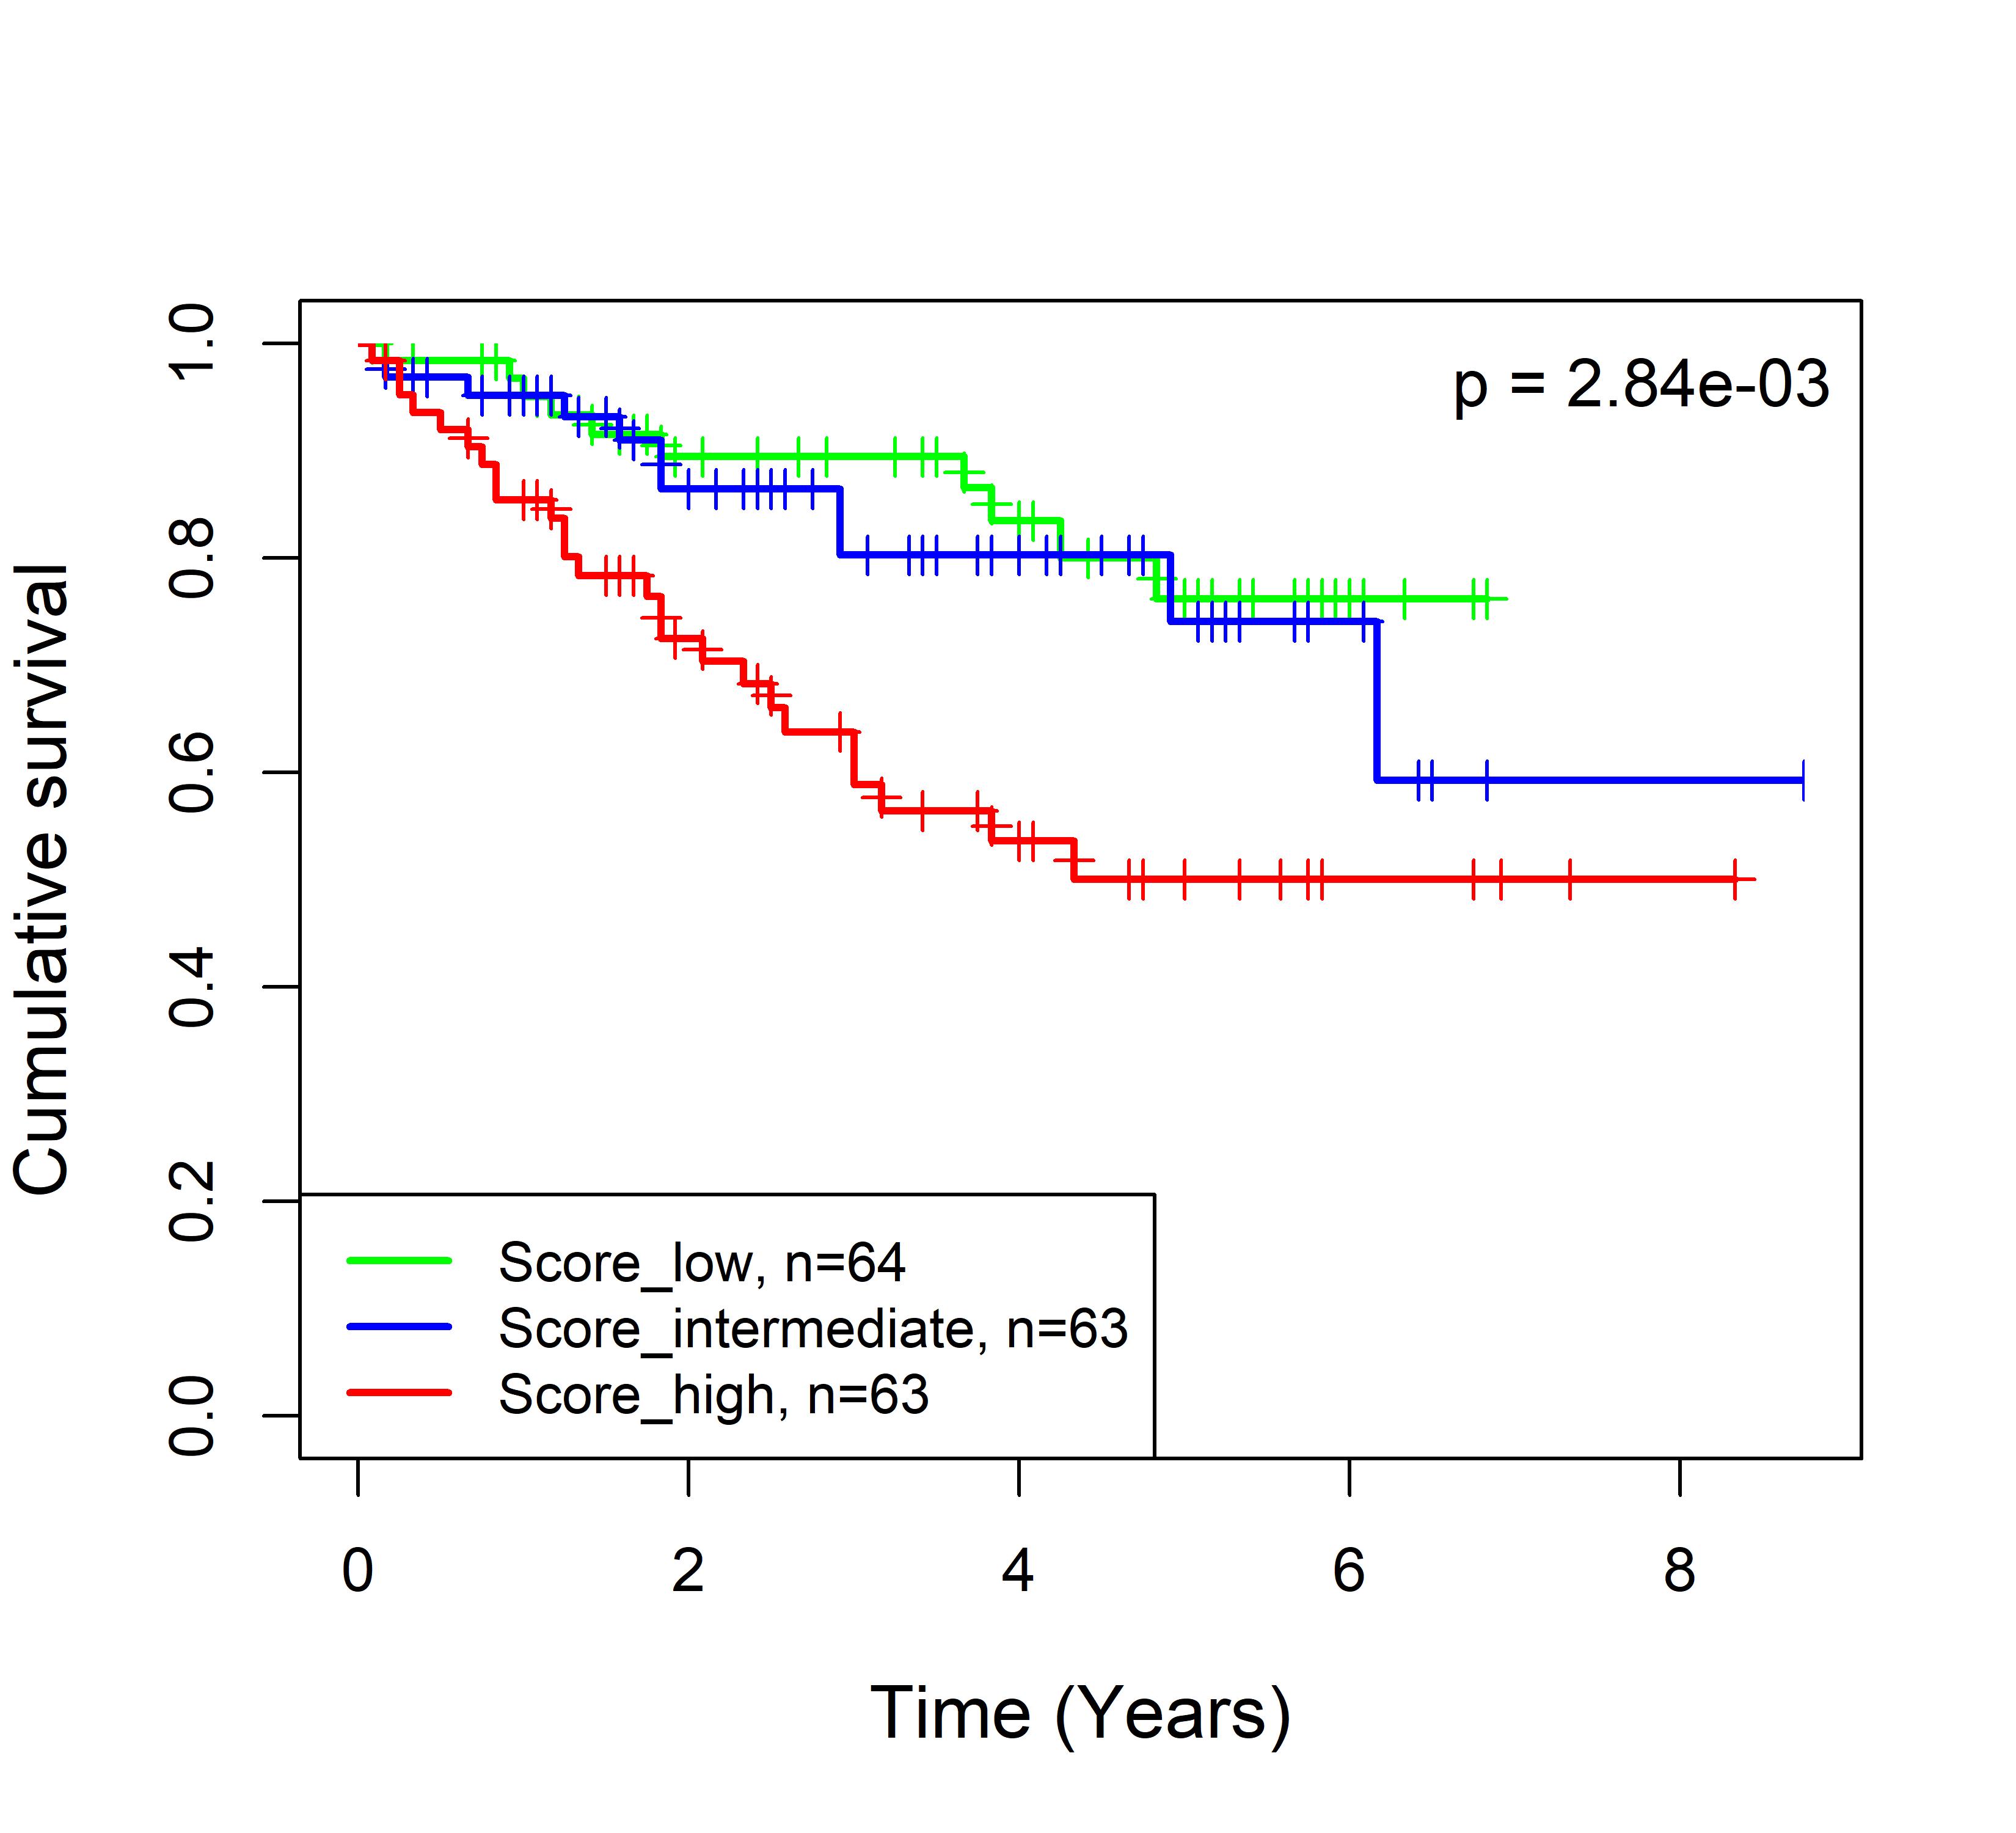 p = 2.84e-03
Cumulative survival
1.0
0.8
0.6
0.4
0.2
0.0
Score_low, n=64
Score_intermediate, n=63
Score_high, n=63
0 2 4 6 8
Time (Years)